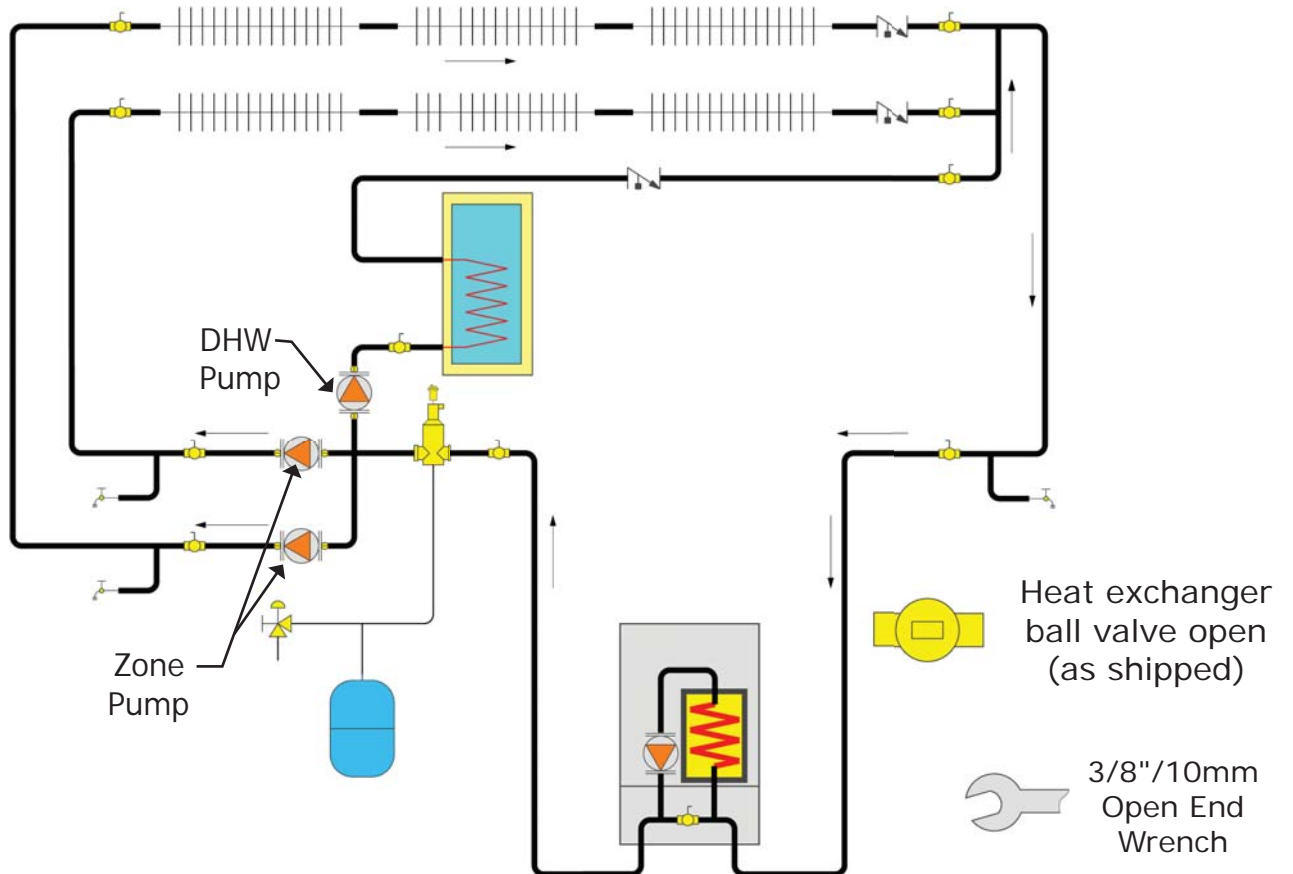 DHW
Pump
Zone
Pump
Heat exchanger
ball valve open
(as shipped)
3/8"/10mm
Open End
Wrench